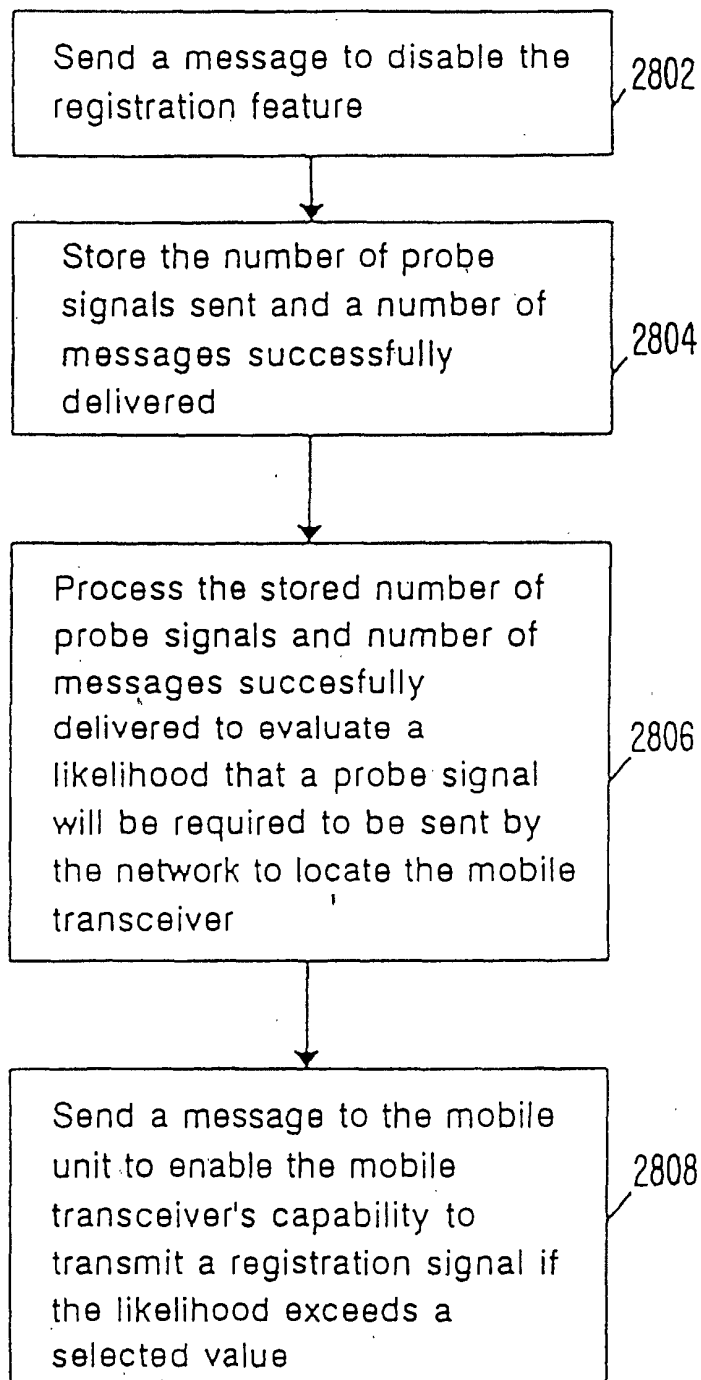 Send a message to disable the
registration feature
2802
Store the number of probe
signals sent and a number of
messages successfully
delivered
2804
Process the stored number of
probe signals and number of
messages succesfully
delivered to evaluate a
likelihood that a probe signal
will be required to be sent by
the network to locate the mobile
transceiver
2806
Send a message to the mobile
unit to enable the mobile
transceiver's capability to
transmit a registration signal if
the likelihood exceeds a
selected value
2808